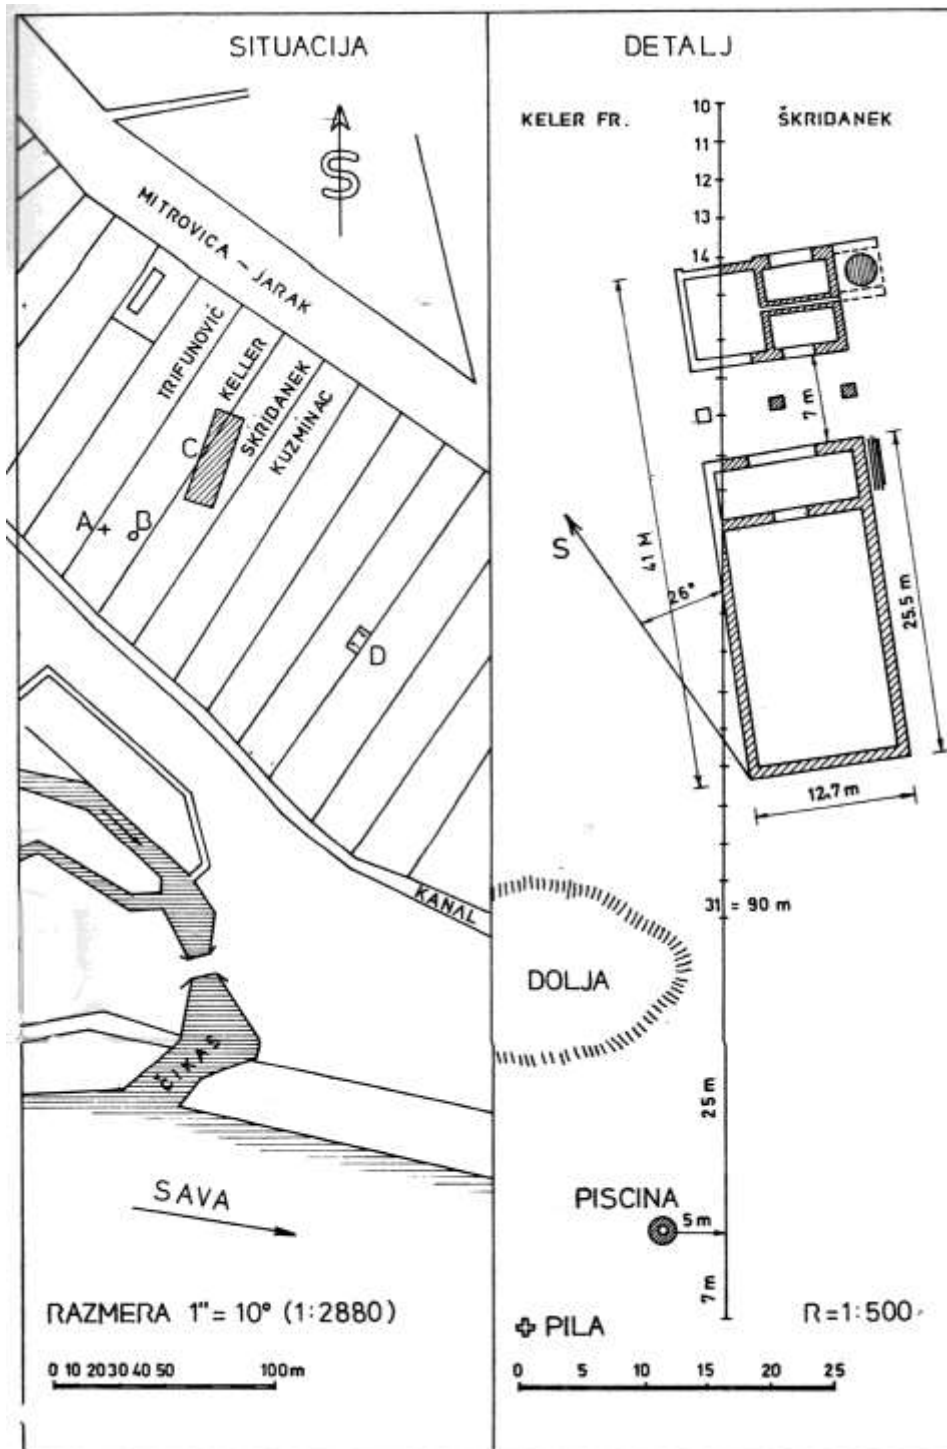 SITUACIJA
S
MITROVICA – JARAK
TRIFUNOVIĆ
KELLER
ŠKRIDANEK
KUZMINAC
A
B
C
D
KANAL
ČIKAS
SAVA
RAZMERA 1" = 10° (1:2880)
0 10 20 30 40 50 100 m
DETALJ
KELER FR.
ŠKRIDANEK
10
11
12
13
14
7 m
41 M
S
26°
25.5 m
12.7 m
31 = 90 m
DOLJA
25 m
PISCINA
5 m
7 m
PILA
R=1:500
0 5 10 15 20 25